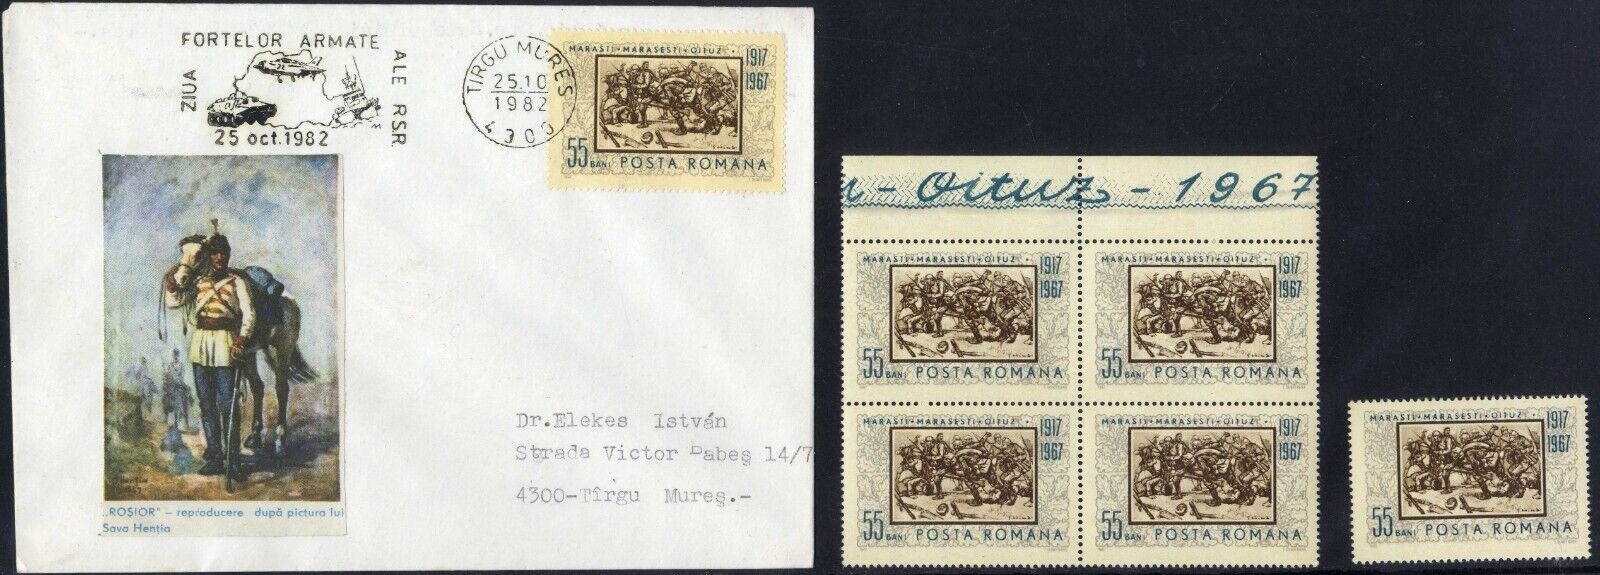 ZIUA FORTELOR ARMATE ALE RSR
25 oct.1982
TIRGU MUREȘ
25.10
1982
4300
MARASTI•MARASESTI•OITUZ
1917
1967
55 BANI POSTA ROMANA
„ROȘIOR" – reproducere după pictura lui
Sava Henția
Dr.Elekes István
Strada Victor Babeș 14/7
4300-Tîrgu Mureș.-
- Oituz - 1967
MARASTI•MARASESTI•OITUZ
1917
1967
55 BANI POSTA ROMANA
MARASTI•MARASESTI•OITUZ
1917
1967
55 BANI POSTA ROMANA
MARASTI•MARASESTI•OITUZ
1917
1967
55 BANI POSTA ROMANA
MARASTI•MARASESTI•OITUZ
1917
1967
55 BANI POSTA ROMANA
MARASTI•MARASESTI•OITUZ
1917
1967
55 BANI POSTA ROMANA